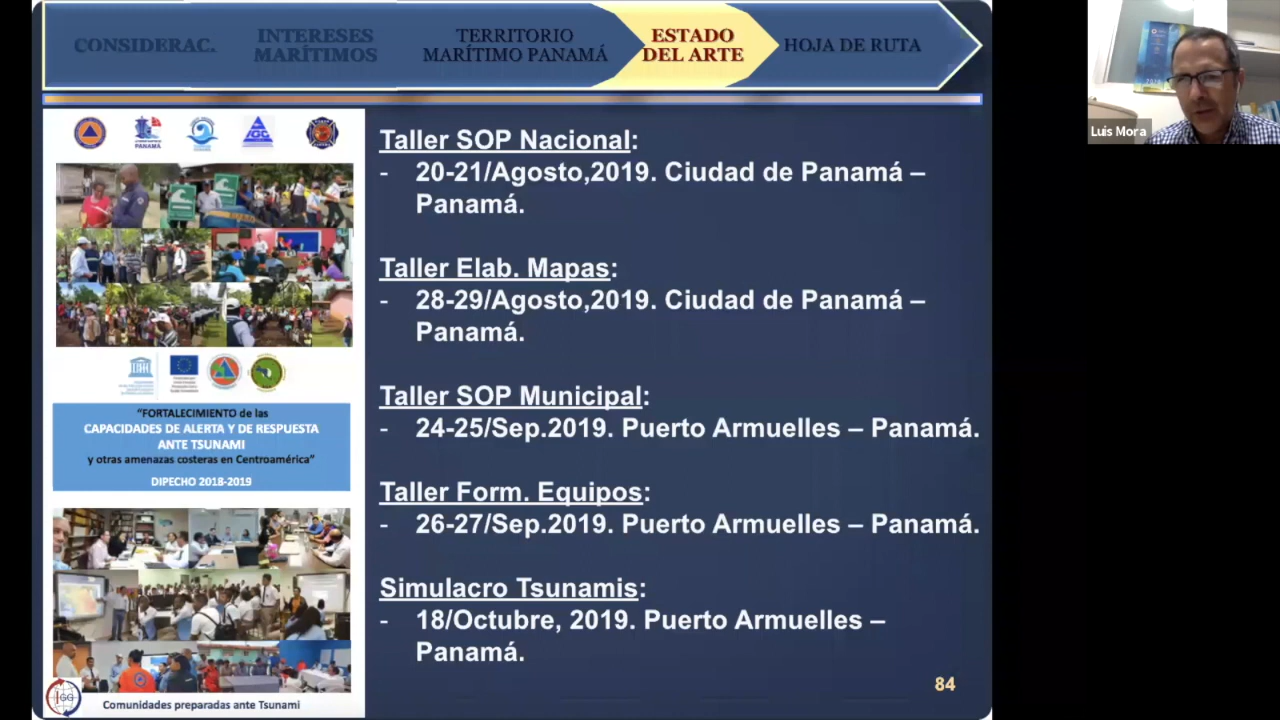 CONSIDERAC.
INTERESES
MARÍTIMOS
TERRITORIO
MARÍTIMO PANAMÁ
ESTADO
DEL ARTE
HOJA DE RUTA
Taller SOP Nacional:
- 20-21/Agosto,2019. Ciudad de Panamá –
Panamá.
Taller Elab. Mapas:
- 28-29/Agosto,2019. Ciudad de Panamá –
Panamá.
Taller SOP Municipal:
- 24-25/Sep.2019. Puerto Armuelles – Panamá.
Taller Form. Equipos:
- 26-27/Sep.2019. Puerto Armuelles – Panamá.
Simulacro Tsunamis:
- 18/Octubre, 2019. Puerto Armuelles –
Panamá.
84
PANAMÁ
IGC
“FORTALECIMIENTO de las
CAPACIDADES DE ALERTA Y DE RESPUESTA
ANTE TSUNAMI
y otras amenazas costeras en Centroamérica”
DIPECHO 2018-2019
Comunidades preparadas ante Tsunami
Luis Mora